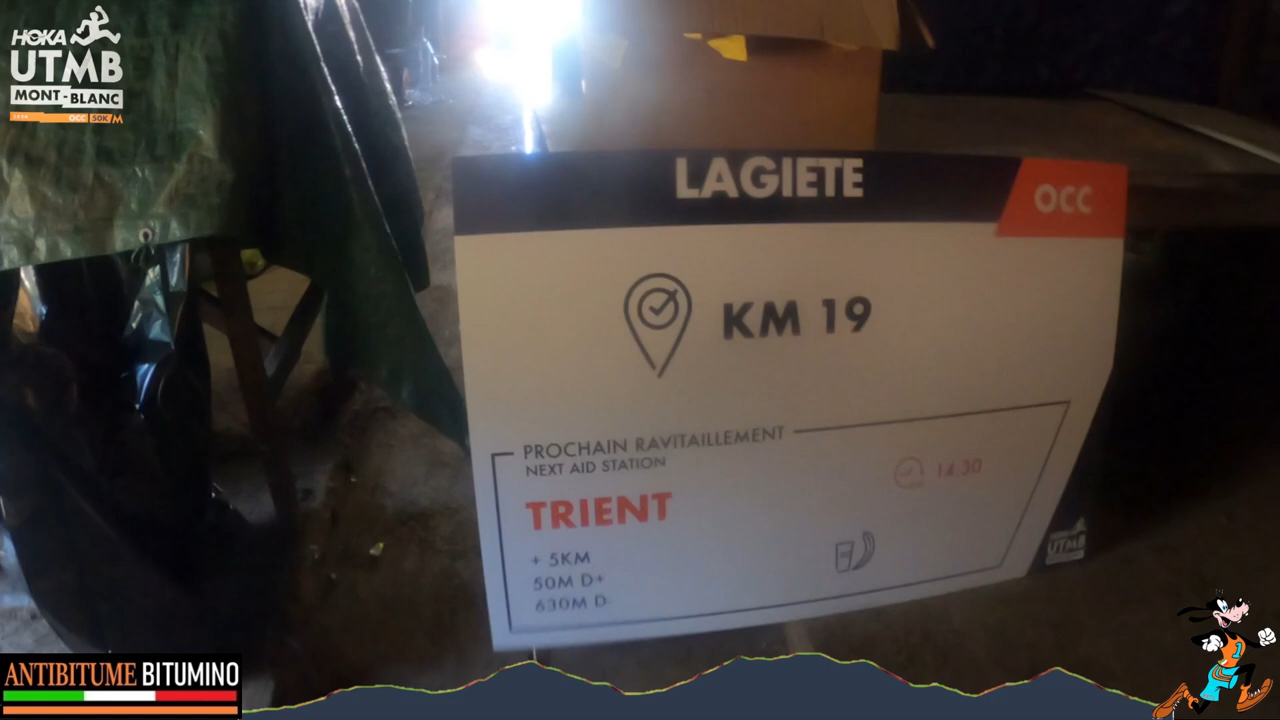 HOKA
UTMB
MONT-BLANC
OCC 50K M
LAGIETE
OCC
KM 19
PROCHAIN RAVITAILLEMENT
NEXT AID STATION
14:30
TRIENT
+ 5KM
50M D+
630M D-
UTMB
ANTIBITUME BITUMINO